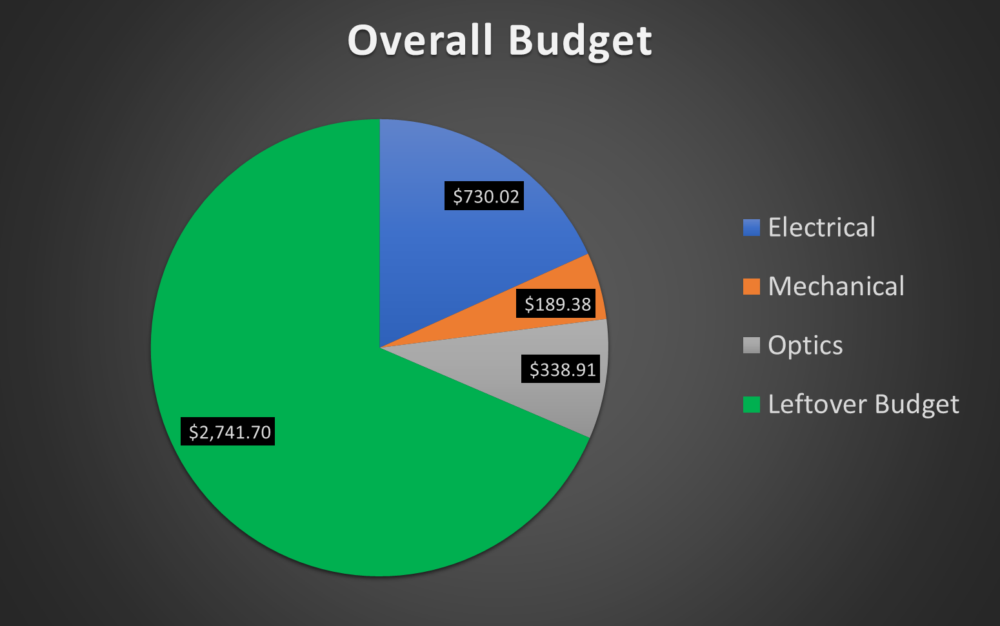 Overall Budget
$730.02
$189.38
$338.91
$2,741.70
Electrical
Mechanical
Optics
Leftover Budget